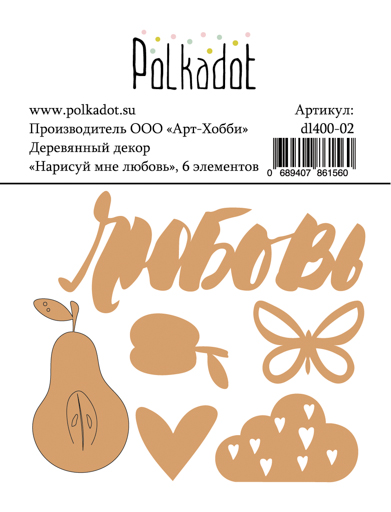 Polkadot
www.polkadot.su
Артикул:
Производитель ООО «Арт-Хобби»
dl400-02
Деревянный декор
«Нарисуй мне любовь», 6 элементов
0 689407 861560
Любовь